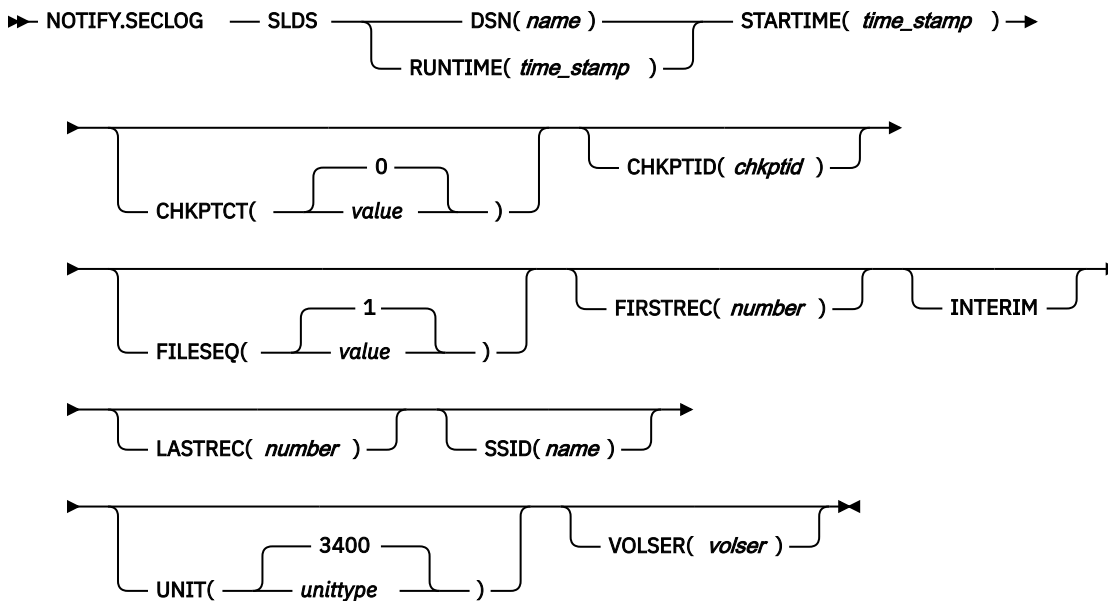 NOTIFY.SECLOG SLDS DSN( name ) STARTIME( time_stamp )
RUNTIME( time_stamp )
0
CHKPTCT( value ) CHKPTID( chkptid )
1
FILESEQ( value ) FIRSTREC( number ) INTERIM
LASTREC( number ) SSID( name )
3400
UNIT( unittype ) VOLSER( volser )